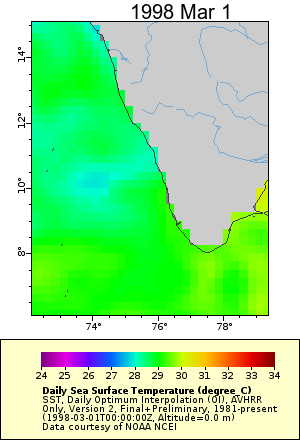 1998 Mar 1
14°
12°
10°
8°
74°
76°
78°
24 25 26 27 28 29 30 31 32 33 34
Daily Sea Surface Temperature (degree_C)
SST, Daily Optimum Interpolation (OI), AVHRR
Only, Version 2, Final+Preliminary, 1981-present
(1998-03-01T00:00:00Z, Altitude=0.0 m)
Data courtesy of NOAA NCEI